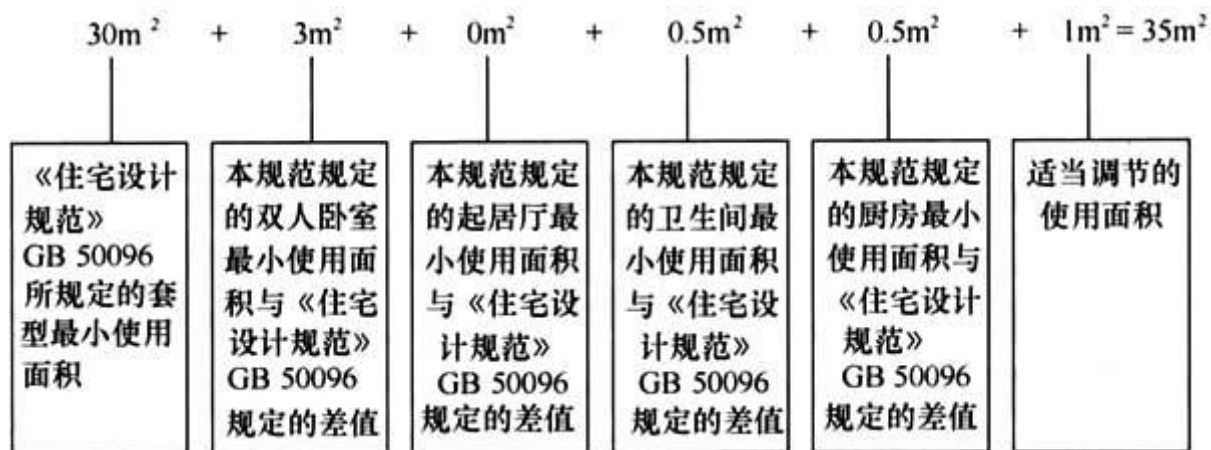 30m² + 3m² + 0m² + 0.5m² + 0.5m² + 1m² = 35m²
《住宅设计
规范》
GB 50096
所规定的套
型最小使用
面积
本规范规定
的双人卧室
最小使用面
积与《住宅
设计规范》
GB 50096
规定的差值
本规范规定
的起居厅最
小使用面积
与《住宅设
计规范》
GB 50096
规定的差值
本规范规定
的卫生间最
小使用面积
与《住宅设
计规范》
GB 50096
规定的差值
本规范规定
的厨房最小
使用面积与
《住宅设计
规范》
GB 50096
规定的差值
适当调节的
使用面积